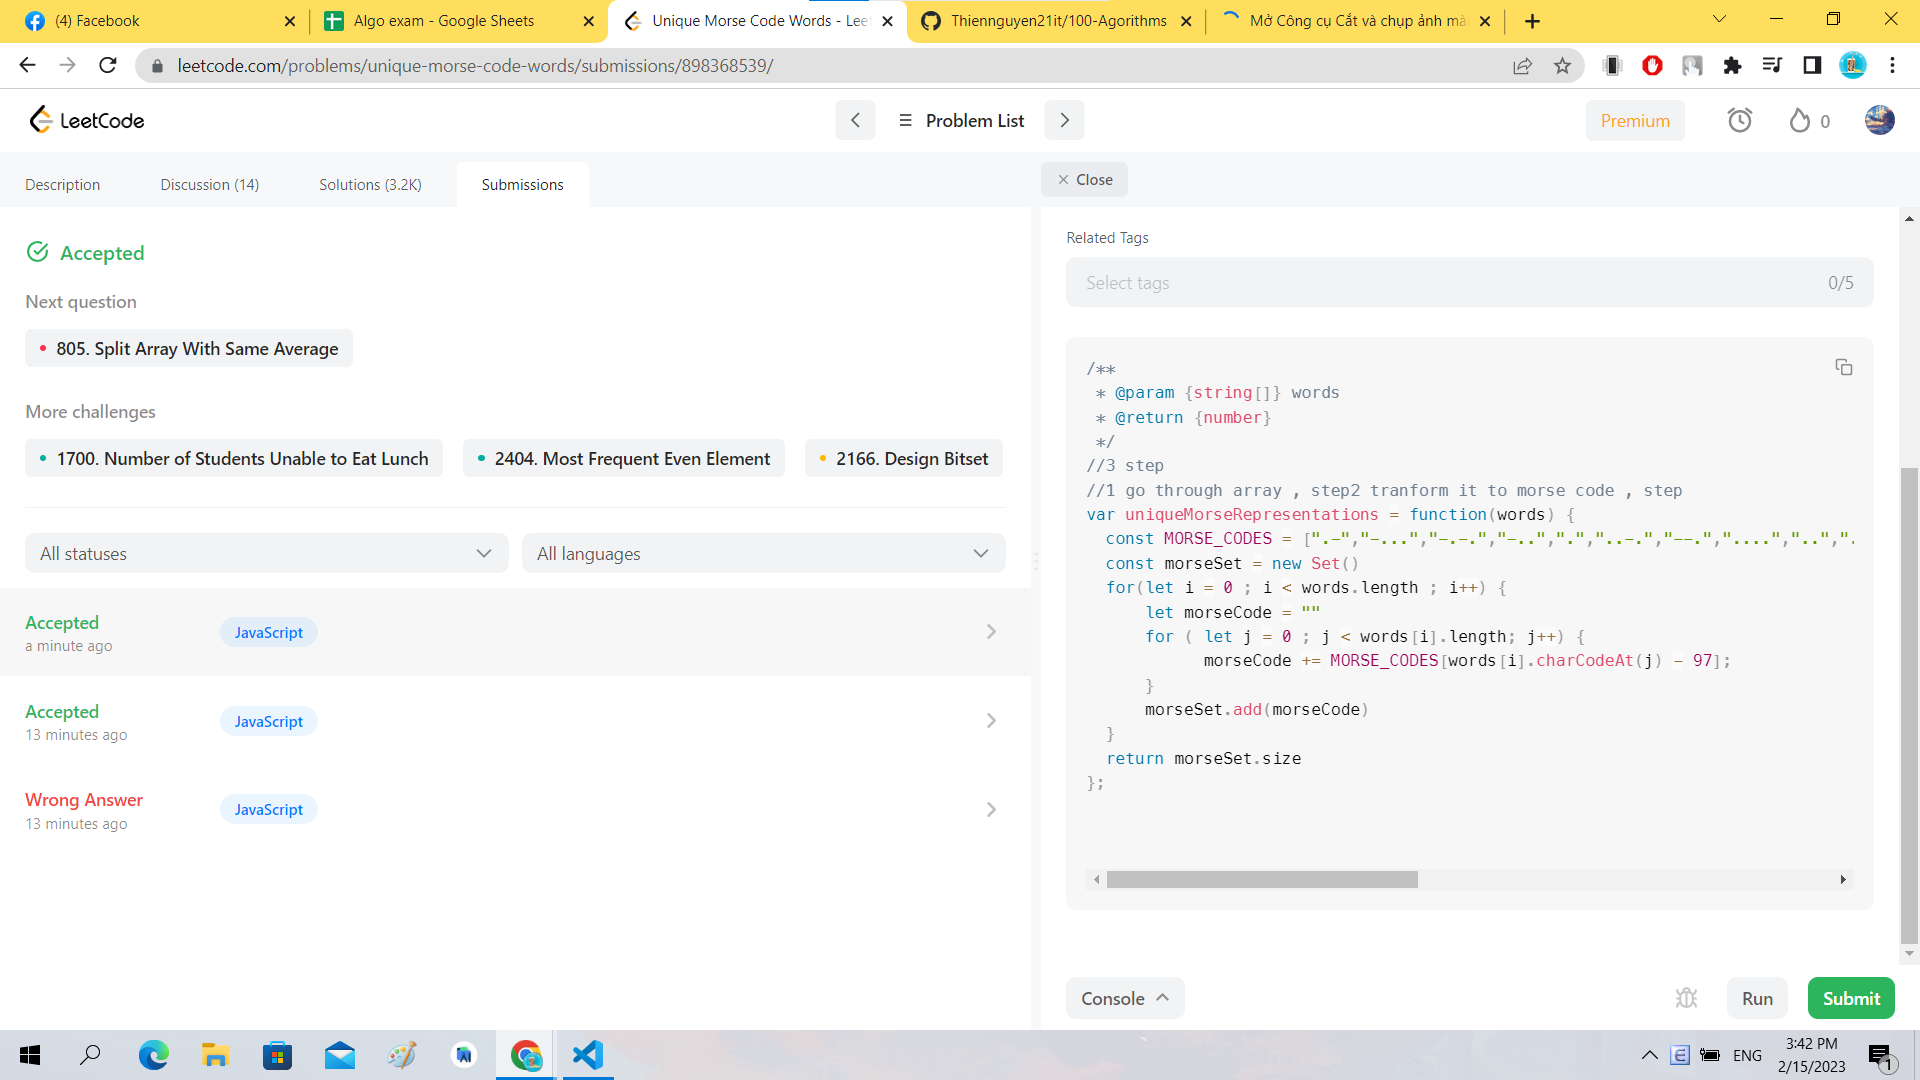 (4) Facebook
Algo exam - Google Sheets
Unique Morse Code Words - Lee
Thiennguyen21it/100-Agorithms
Mở Công cụ Cắt và chụp ảnh mà
leetcode.com/problems/unique-morse-code-words/submissions/898368539/
LeetCode
Problem List
Premium
0
Description
Discussion (14)
Solutions (3.2K)
Submissions
Close
Accepted
Next question
805. Split Array With Same Average
More challenges
1700. Number of Students Unable to Eat Lunch
2404. Most Frequent Even Element
2166. Design Bitset
All statuses
All languages
Accepted
a minute ago
JavaScript
Accepted
13 minutes ago
JavaScript
Wrong Answer
13 minutes ago
JavaScript
Related Tags
Select tags
0/5
/**
 * @param {string[]} words
 * @return {number}
 */
//3 step
//1 go through array , step2 tranform it to morse code , step
var uniqueMorseRepresentations = function(words) {
  const MORSE_CODES = [".-","-...","-.-.","-..",".","..-.","--.","....","..",".
  const morseSet = new Set()
  for(let i = 0 ; i < words.length ; i++) {
      let morseCode = ""
      for ( let j = 0 ; j < words[i].length; j++) {
            morseCode += MORSE_CODES[words[i].charCodeAt(j) - 97];
      }
      morseSet.add(morseCode)
  }
  return morseSet.size
};
Console
Run
Submit
ENG
3:42 PM
2/15/2023
1